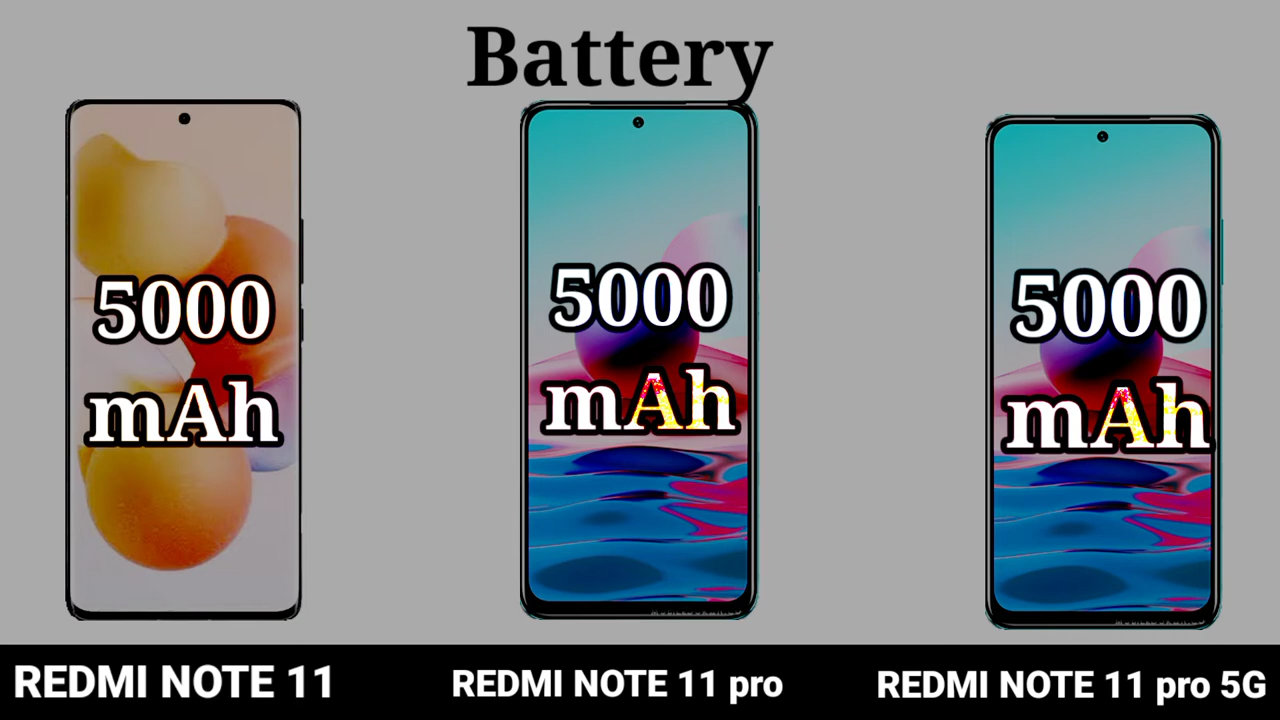 Battery
5000
mAh
5000
mAh
5000
mAh
REDMI NOTE 11
REDMI NOTE 11 pro
REDMI NOTE 11 pro 5G